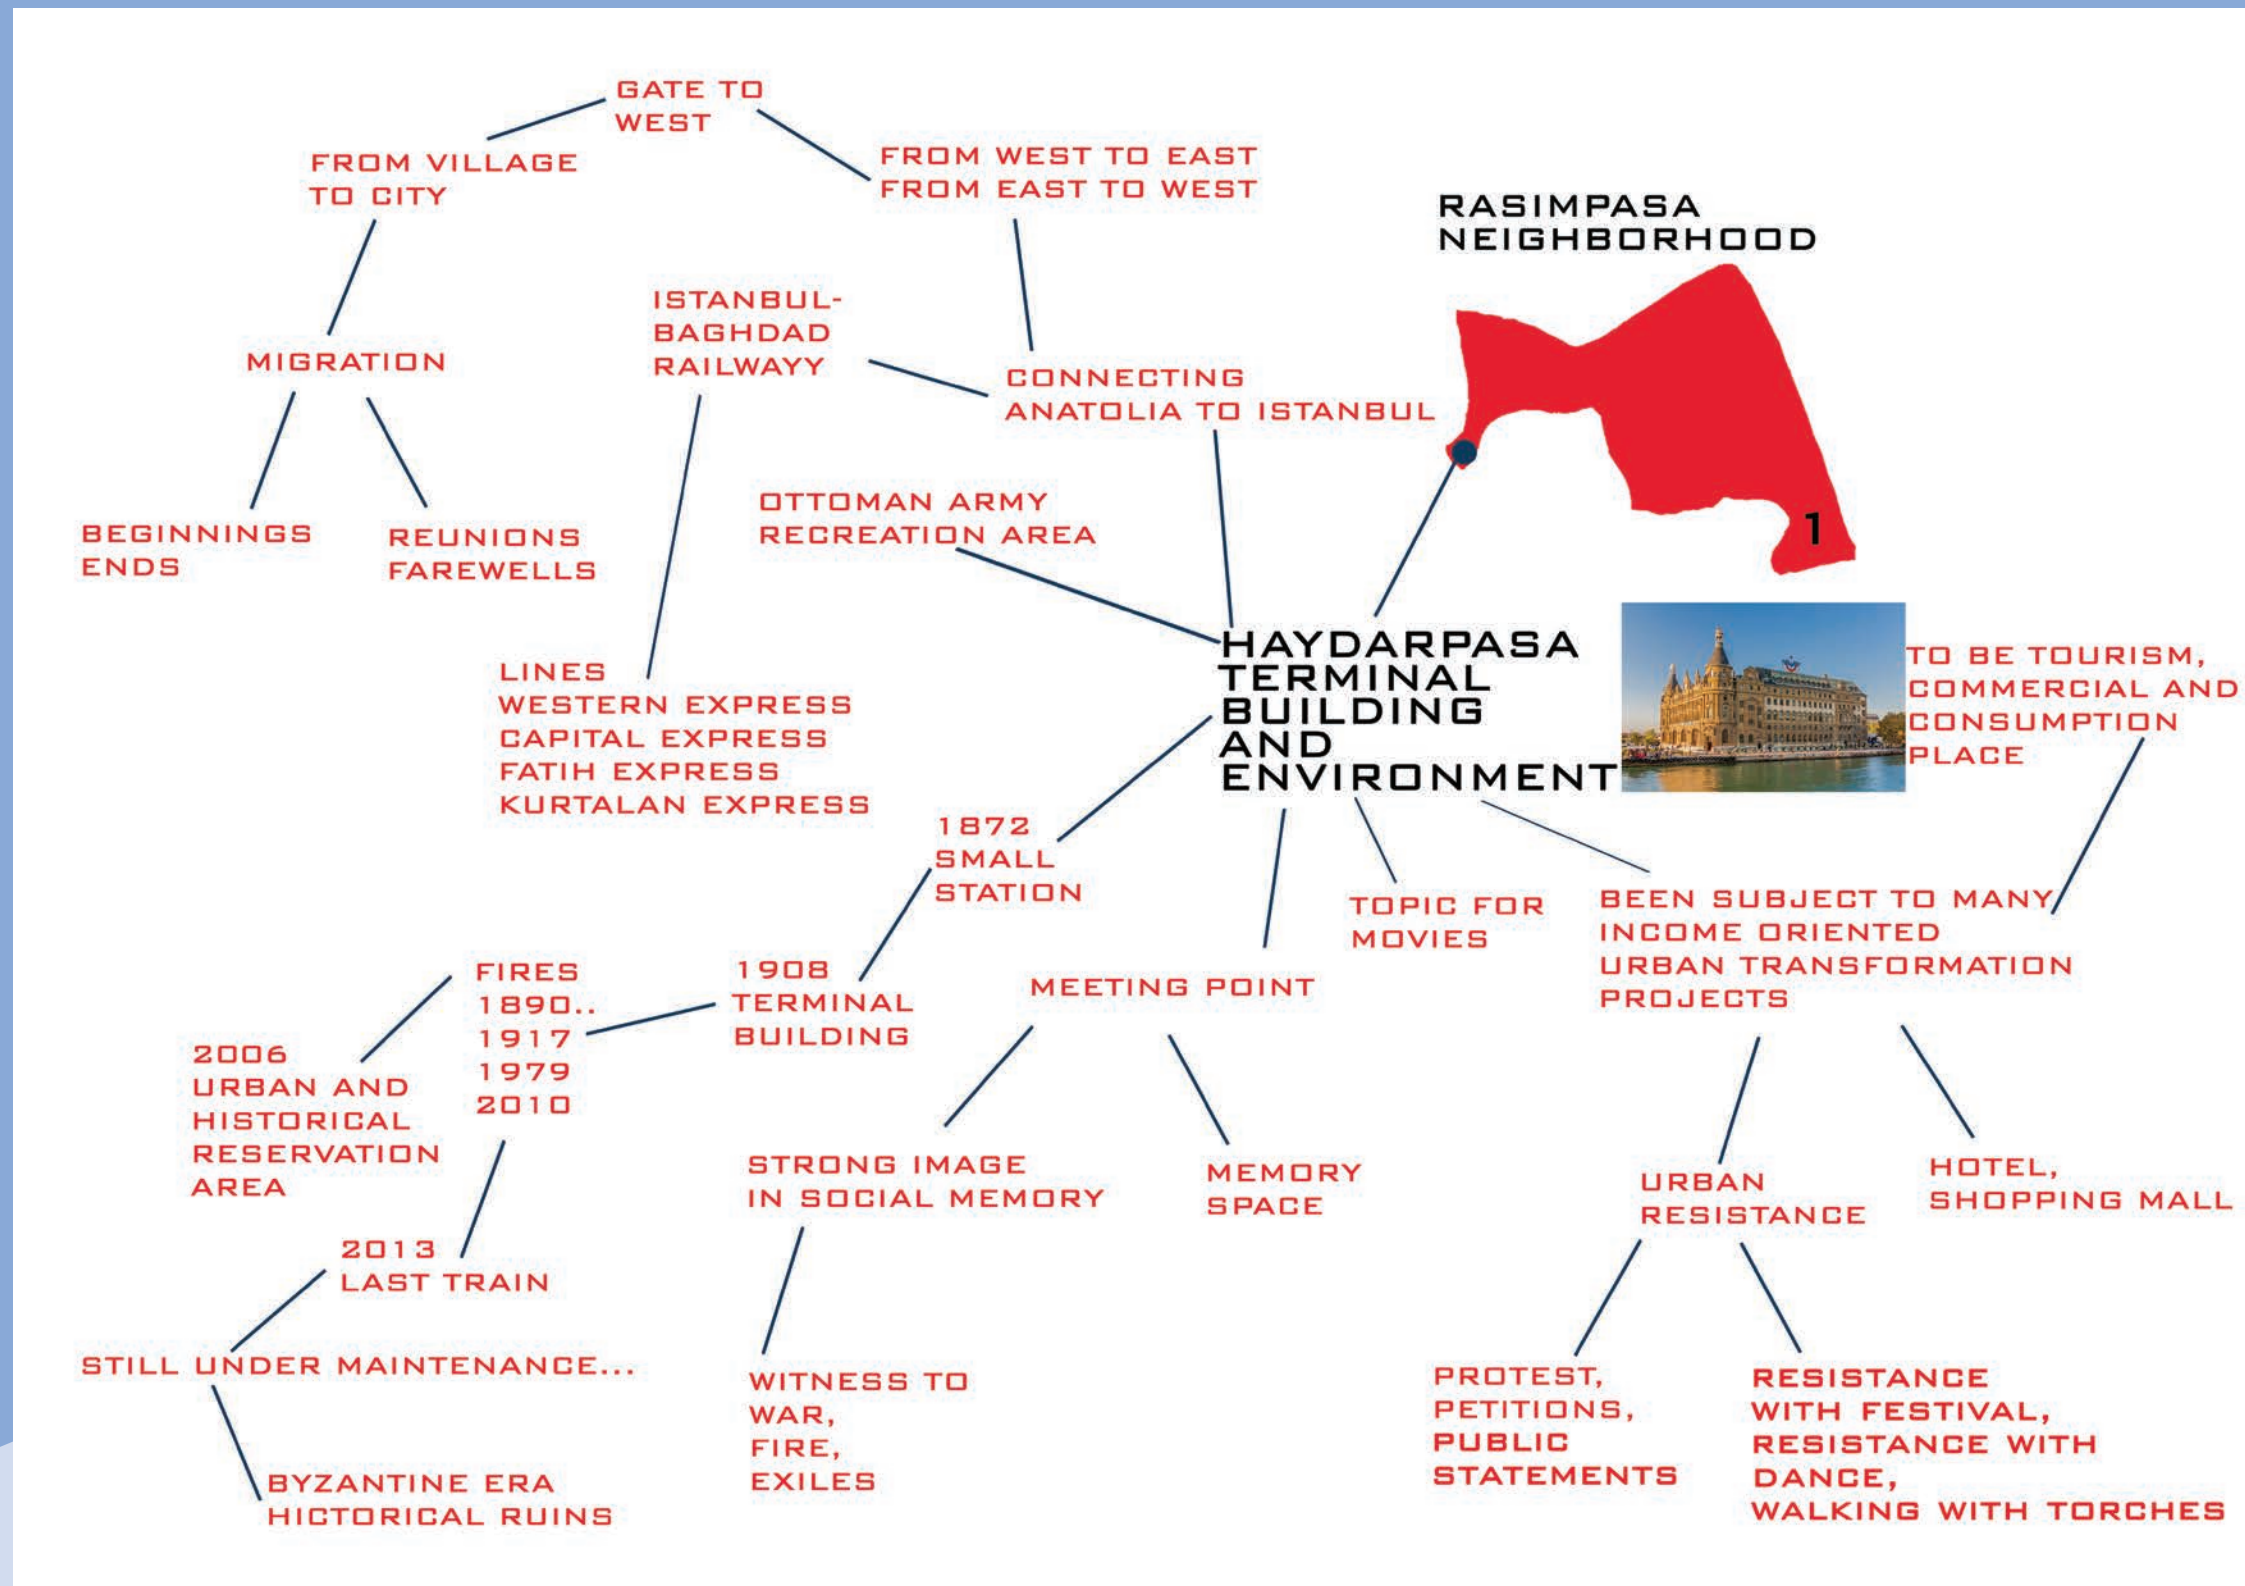 GATE TO
WEST
FROM VILLAGE
TO CITY
FROM WEST TO EAST
FROM EAST TO WEST
RASIMPASA
NEIGHBORHOOD
ISTANBUL-
BAGHDAD
RAILWAYY
MIGRATION
CONNECTING
ANATOLIA TO ISTANBUL
OTTOMAN ARMY
RECREATION AREA
1
BEGINNINGS
ENDS
REUNIONS
FAREWELLS
HAYDARPASA
TERMINAL
BUILDING
AND
ENVIRONMENT
TO BE TOURISM,
COMMERCIAL AND
CONSUMPTION
PLACE
LINES
WESTERN EXPRESS
CAPITAL EXPRESS
FATIH EXPRESS
KURTALAN EXPRESS
1872
SMALL
STATION
TOPIC FOR
MOVIES
BEEN SUBJECT TO MANY
INCOME ORIENTED
URBAN TRANSFORMATION
PROJECTS
FIRES
1890..
1917
1979
2010
1908
TERMINAL
BUILDING
MEETING POINT
2006
URBAN AND
HISTORICAL
RESERVATION
AREA
STRONG IMAGE
IN SOCIAL MEMORY
MEMORY
SPACE
URBAN
RESISTANCE
HOTEL,
SHOPPING MALL
2013
LAST TRAIN
STILL UNDER MAINTENANCE...
WITNESS TO
WAR,
FIRE,
EXILES
PROTEST,
PETITIONS,
PUBLIC
STATEMENTS
RESISTANCE
WITH FESTIVAL,
RESISTANCE WITH
DANCE,
WALKING WITH TORCHES
BYZANTINE ERA
HICTORICAL RUINS